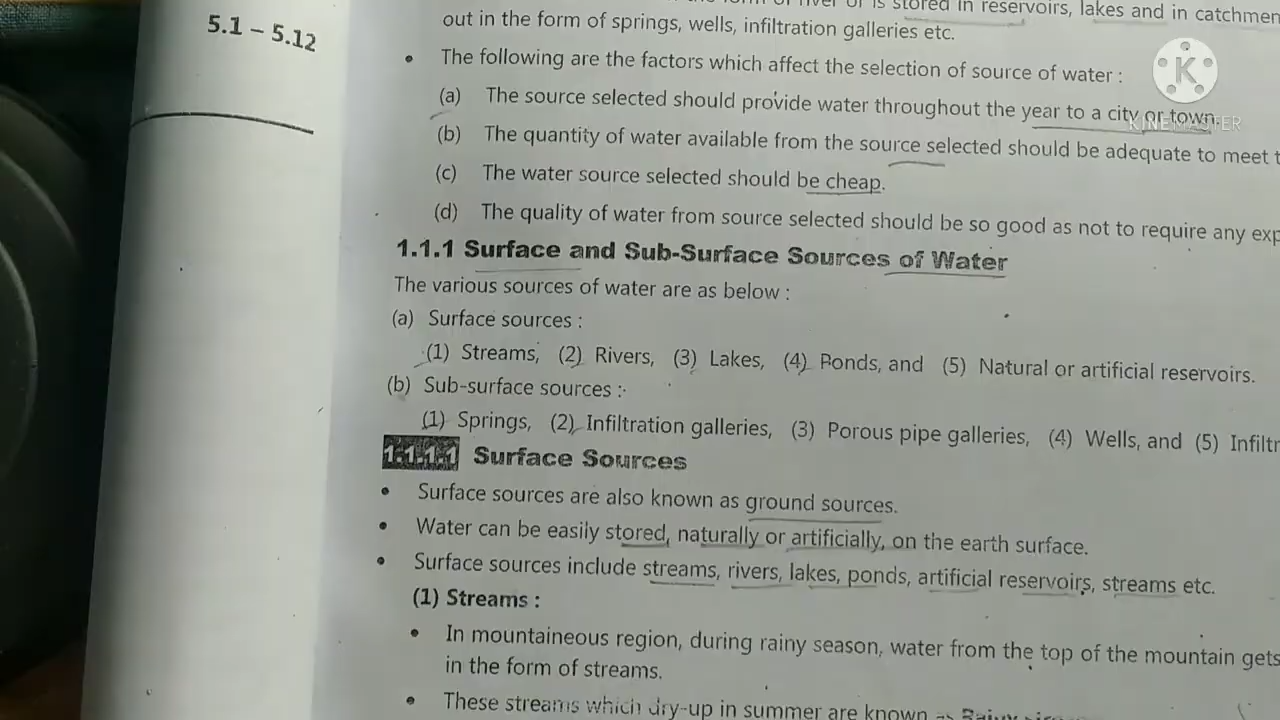 5.1 – 5.12
stored in reservoirs, lakes and in catchmen
out in the form of springs, wells, infiltration galleries etc.
• The following are the factors which affect the selection of source of water :
(a) The source selected should provide water throughout the year to a city or town.
(b) The quantity of water available from the source selected should be adequate to meet t
(c) The water source selected should be cheap.
(d) The quality of water from source selected should be so good as not to require any exp
1.1.1 Surface and Sub-Surface Sources of Water
The various sources of water are as below :
(a) Surface sources :
(1) Streams, (2) Rivers, (3) Lakes, (4) Ponds, and (5) Natural or artificial reservoirs.
(b) Sub-surface sources :
(1) Springs, (2) Infiltration galleries, (3) Porous pipe galleries, (4) Wells, and (5) Infiltr
1.1.1.1 Surface Sources
• Surface sources are also known as ground sources.
• Water can be easily stored, naturally or artificially, on the earth surface.
• Surface sources include streams, rivers, lakes, ponds, artificial reservoirs, streams etc.
(1) Streams :
• In mountaineous region, during rainy season, water from the top of the mountain gets
in the form of streams.
• These streams which dry-up in summer are known as
K
KINEMASTER